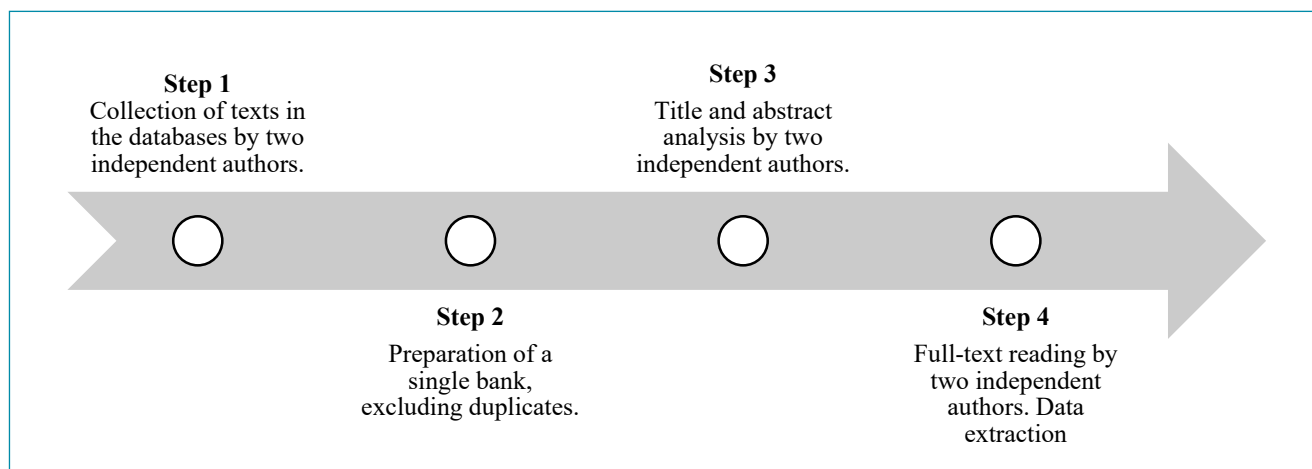 Step 1
Collection of texts in
the databases by two
independent authors.
Step 2
Preparation of a
single bank,
excluding duplicates.
Step 3
Title and abstract
analysis by two
independent authors.
Step 4
Full-text reading by
two independent
authors. Data
extraction